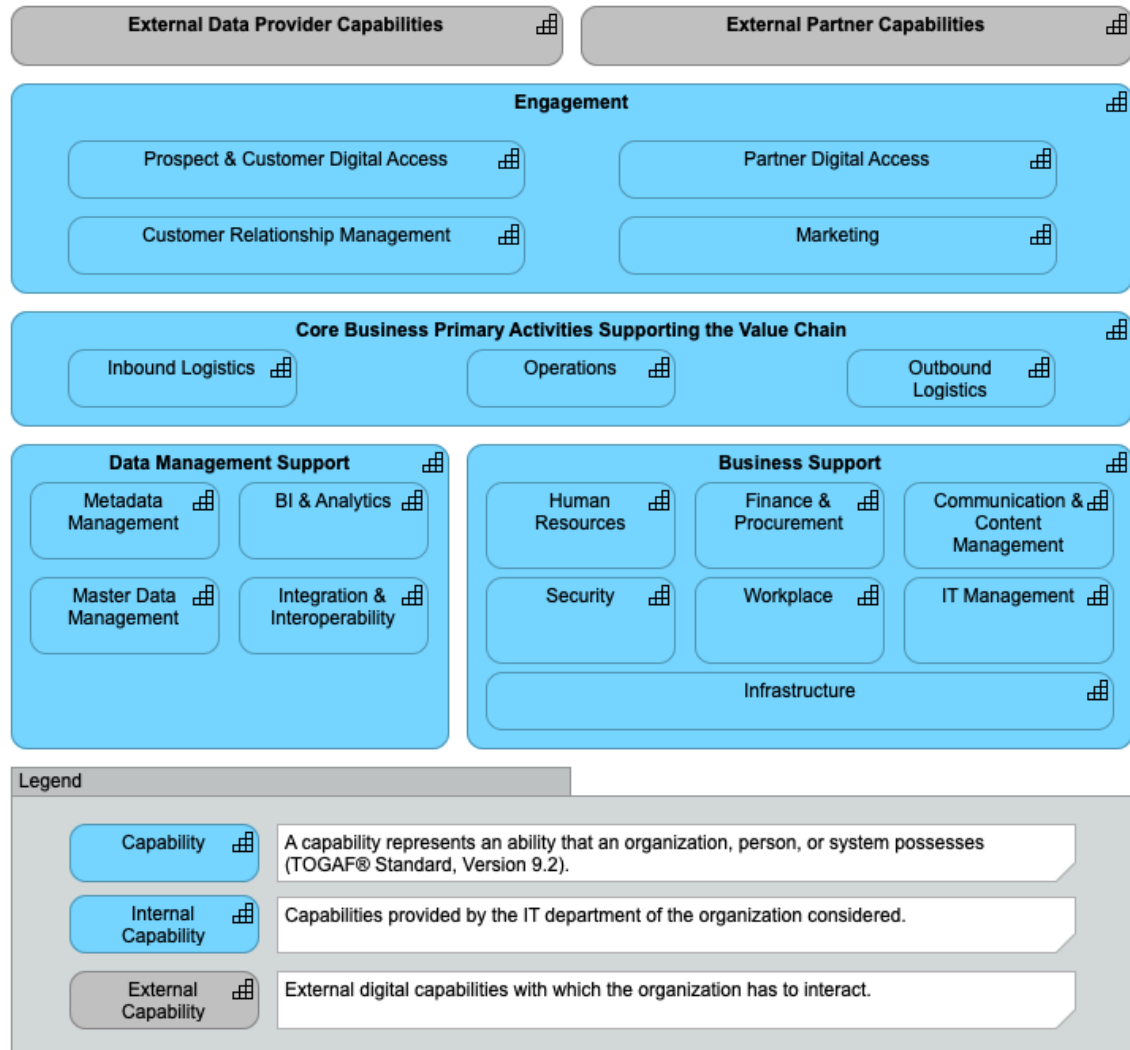 External Data Provider Capabilities
External Partner Capabilities
Engagement
Prospect & Customer Digital Access
Partner Digital Access
Customer Relationship Management
Marketing
Core Business Primary Activities Supporting the Value Chain
Inbound Logistics
Operations
Outbound
Logistics
Data Management Support
Metadata
Management
BI & Analytics
Master Data
Management
Integration &
Interoperability
Business Support
Human
Resources
Finance &
Procurement
Communication &
Content
Management
Security
Workplace
IT Management
Infrastructure
Legend
Capability
A capability represents an ability that an organization, person, or system possesses
(TOGAF® Standard, Version 9.2).
Internal
Capability
Capabilities provided by the IT department of the organization considered.
External
Capability
External digital capabilities with which the organization has to interact.